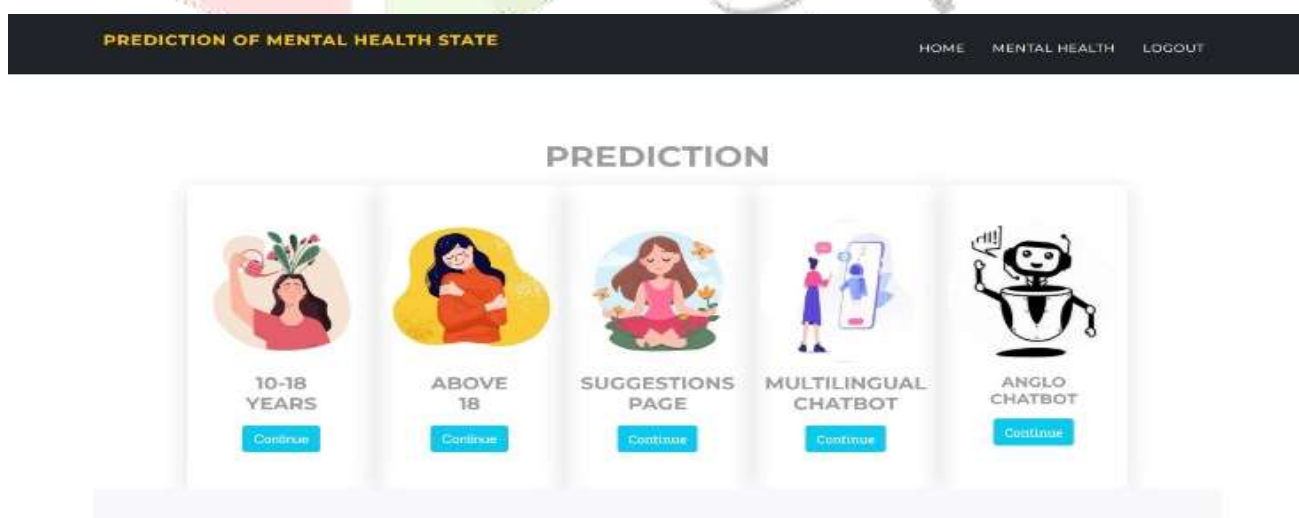 PREDICTION OF MENTAL HEALTH STATE
HOME MENTAL HEALTH LOGOUT
PREDICTION
HI!!
10-18
YEARS
Continue
ABOVE
18
Continue
SUGGESTIONS
PAGE
Continue
MULTILINGUAL
CHATBOT
Continue
ANGLO
CHATBOT
Continue